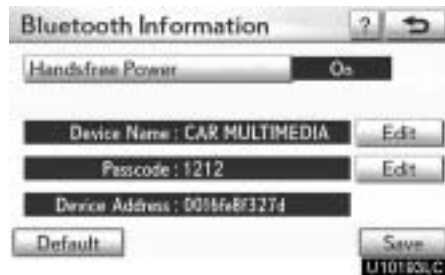 Bluetooth Information ?
Handsfree Power On
Device Name : CAR MULTIMEDIA Edit
Passcode : 1212 Edit
Device Address : 0016fe8f327d
Default Save
U10193LC